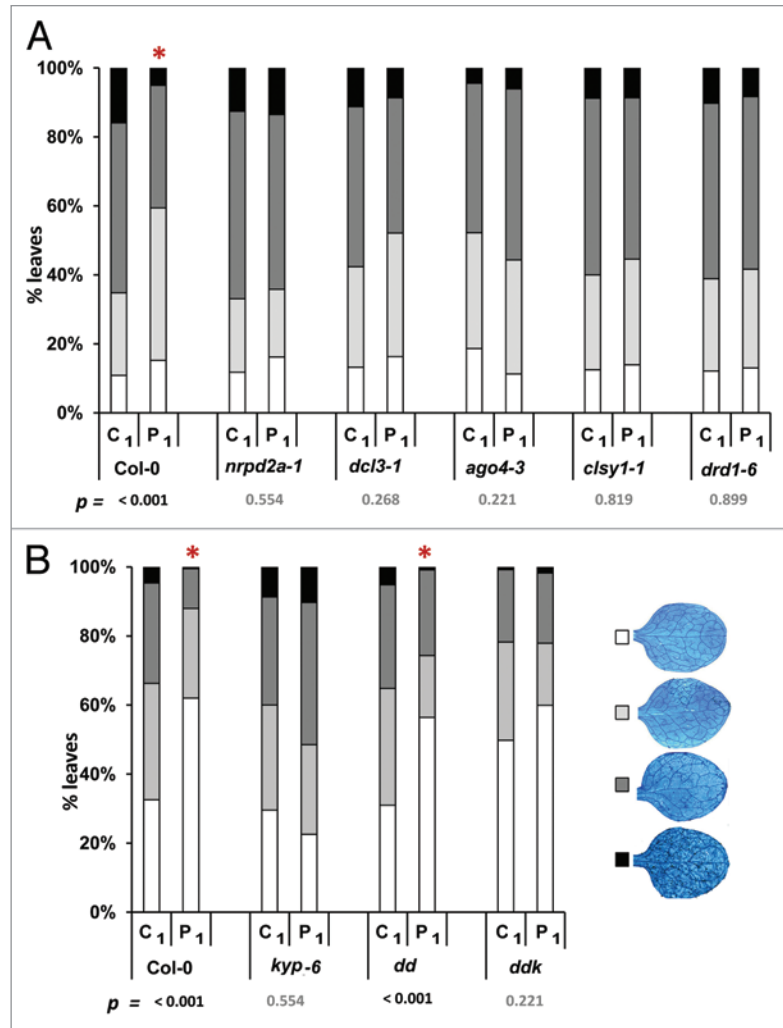 A
*
100%
80%
60%
40%
20%
0%
% leaves
C 1 P 1 C 1 P 1 C 1 P 1 C 1 P 1 C 1 P 1 C 1 P 1
Col-0 nrpd2a-1 dcl3-1 ago4-3 clsy1-1 drd1-6
p = < 0.001 0.554 0.268 0.221 0.819 0.899
B
* *
100%
80%
60%
40%
20%
0%
% leaves
C 1 P 1 C 1 P 1 C 1 P 1 C 1 P 1
Col-0 kyp-6 dd ddk
p = < 0.001 0.554 < 0.001 0.221